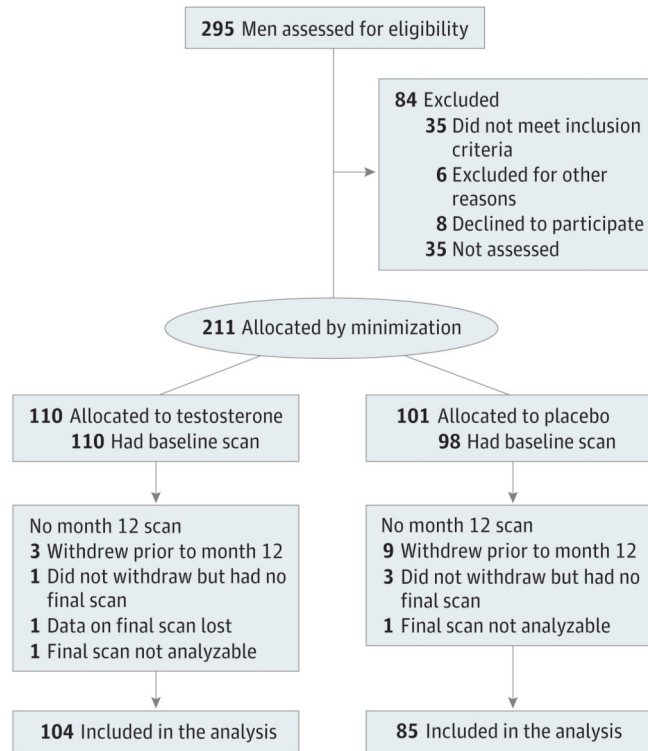 295 Men assessed for eligibility
84 Excluded
35 Did not meet inclusion
criteria
6 Excluded for other
reasons
8 Declined to participate
35 Not assessed
211 Allocated by minimization
110 Allocated to testosterone
110 Had baseline scan
101 Allocated to placebo
98 Had baseline scan
No month 12 scan
3 Withdrew prior to month 12
1 Did not withdraw but had no
final scan
1 Data on final scan lost
1 Final scan not analyzable
No month 12 scan
9 Withdrew prior to month 12
3 Did not withdraw but had no
final scan
1 Final scan not analyzable
104 Included in the analysis
85 Included in the analysis